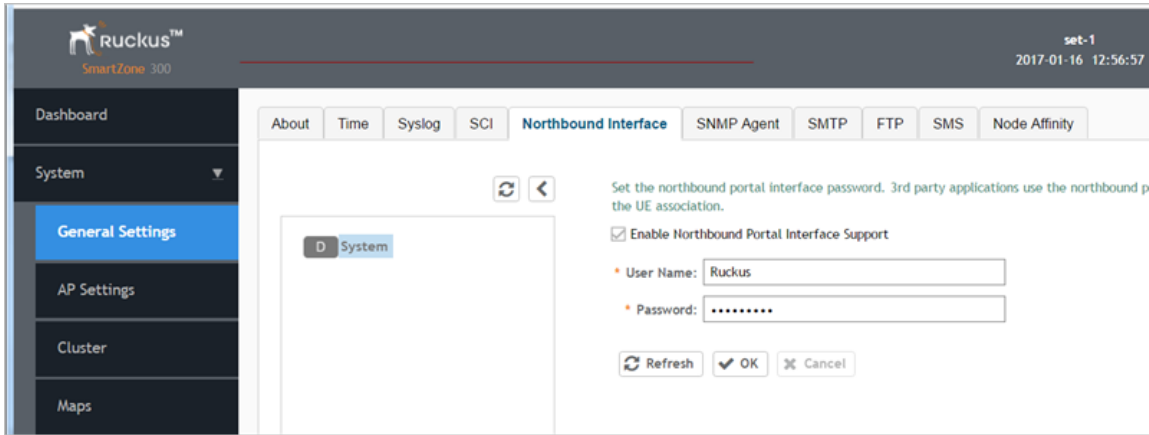 Ruckus™
SmartZone 300
set-1
2017-01-16 12:56:57
Dashboard
System
General Settings
AP Settings
Cluster
Maps
About Time Syslog SCI Northbound Interface SNMP Agent SMTP FTP SMS Node Affinity
D System
Set the northbound portal interface password. 3rd party applications use the northbound p
the UE association.
Enable Northbound Portal Interface Support
* User Name: Ruckus
* Password: •••••••••
Refresh OK Cancel